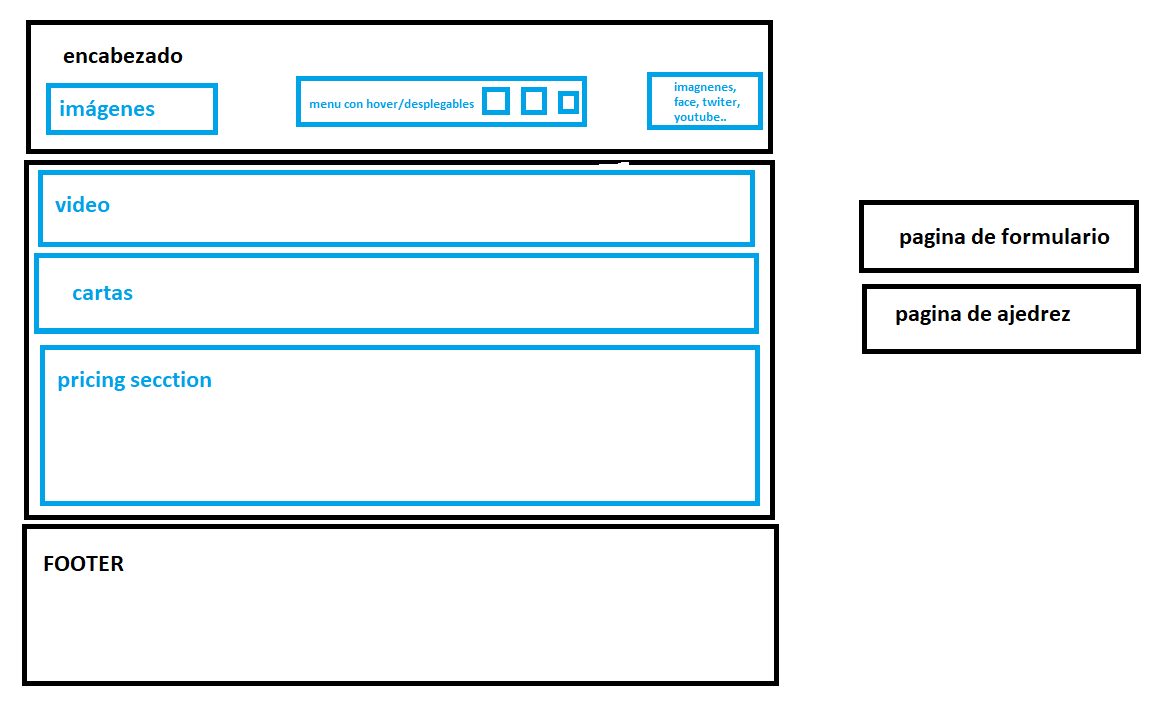 encabezado
imágenes
menu con hover/desplegables
imagnenes,
face, twiter,
youtube..
video
cartas
pricing secction
FOOTER
pagina de formulario
pagina de ajedrez